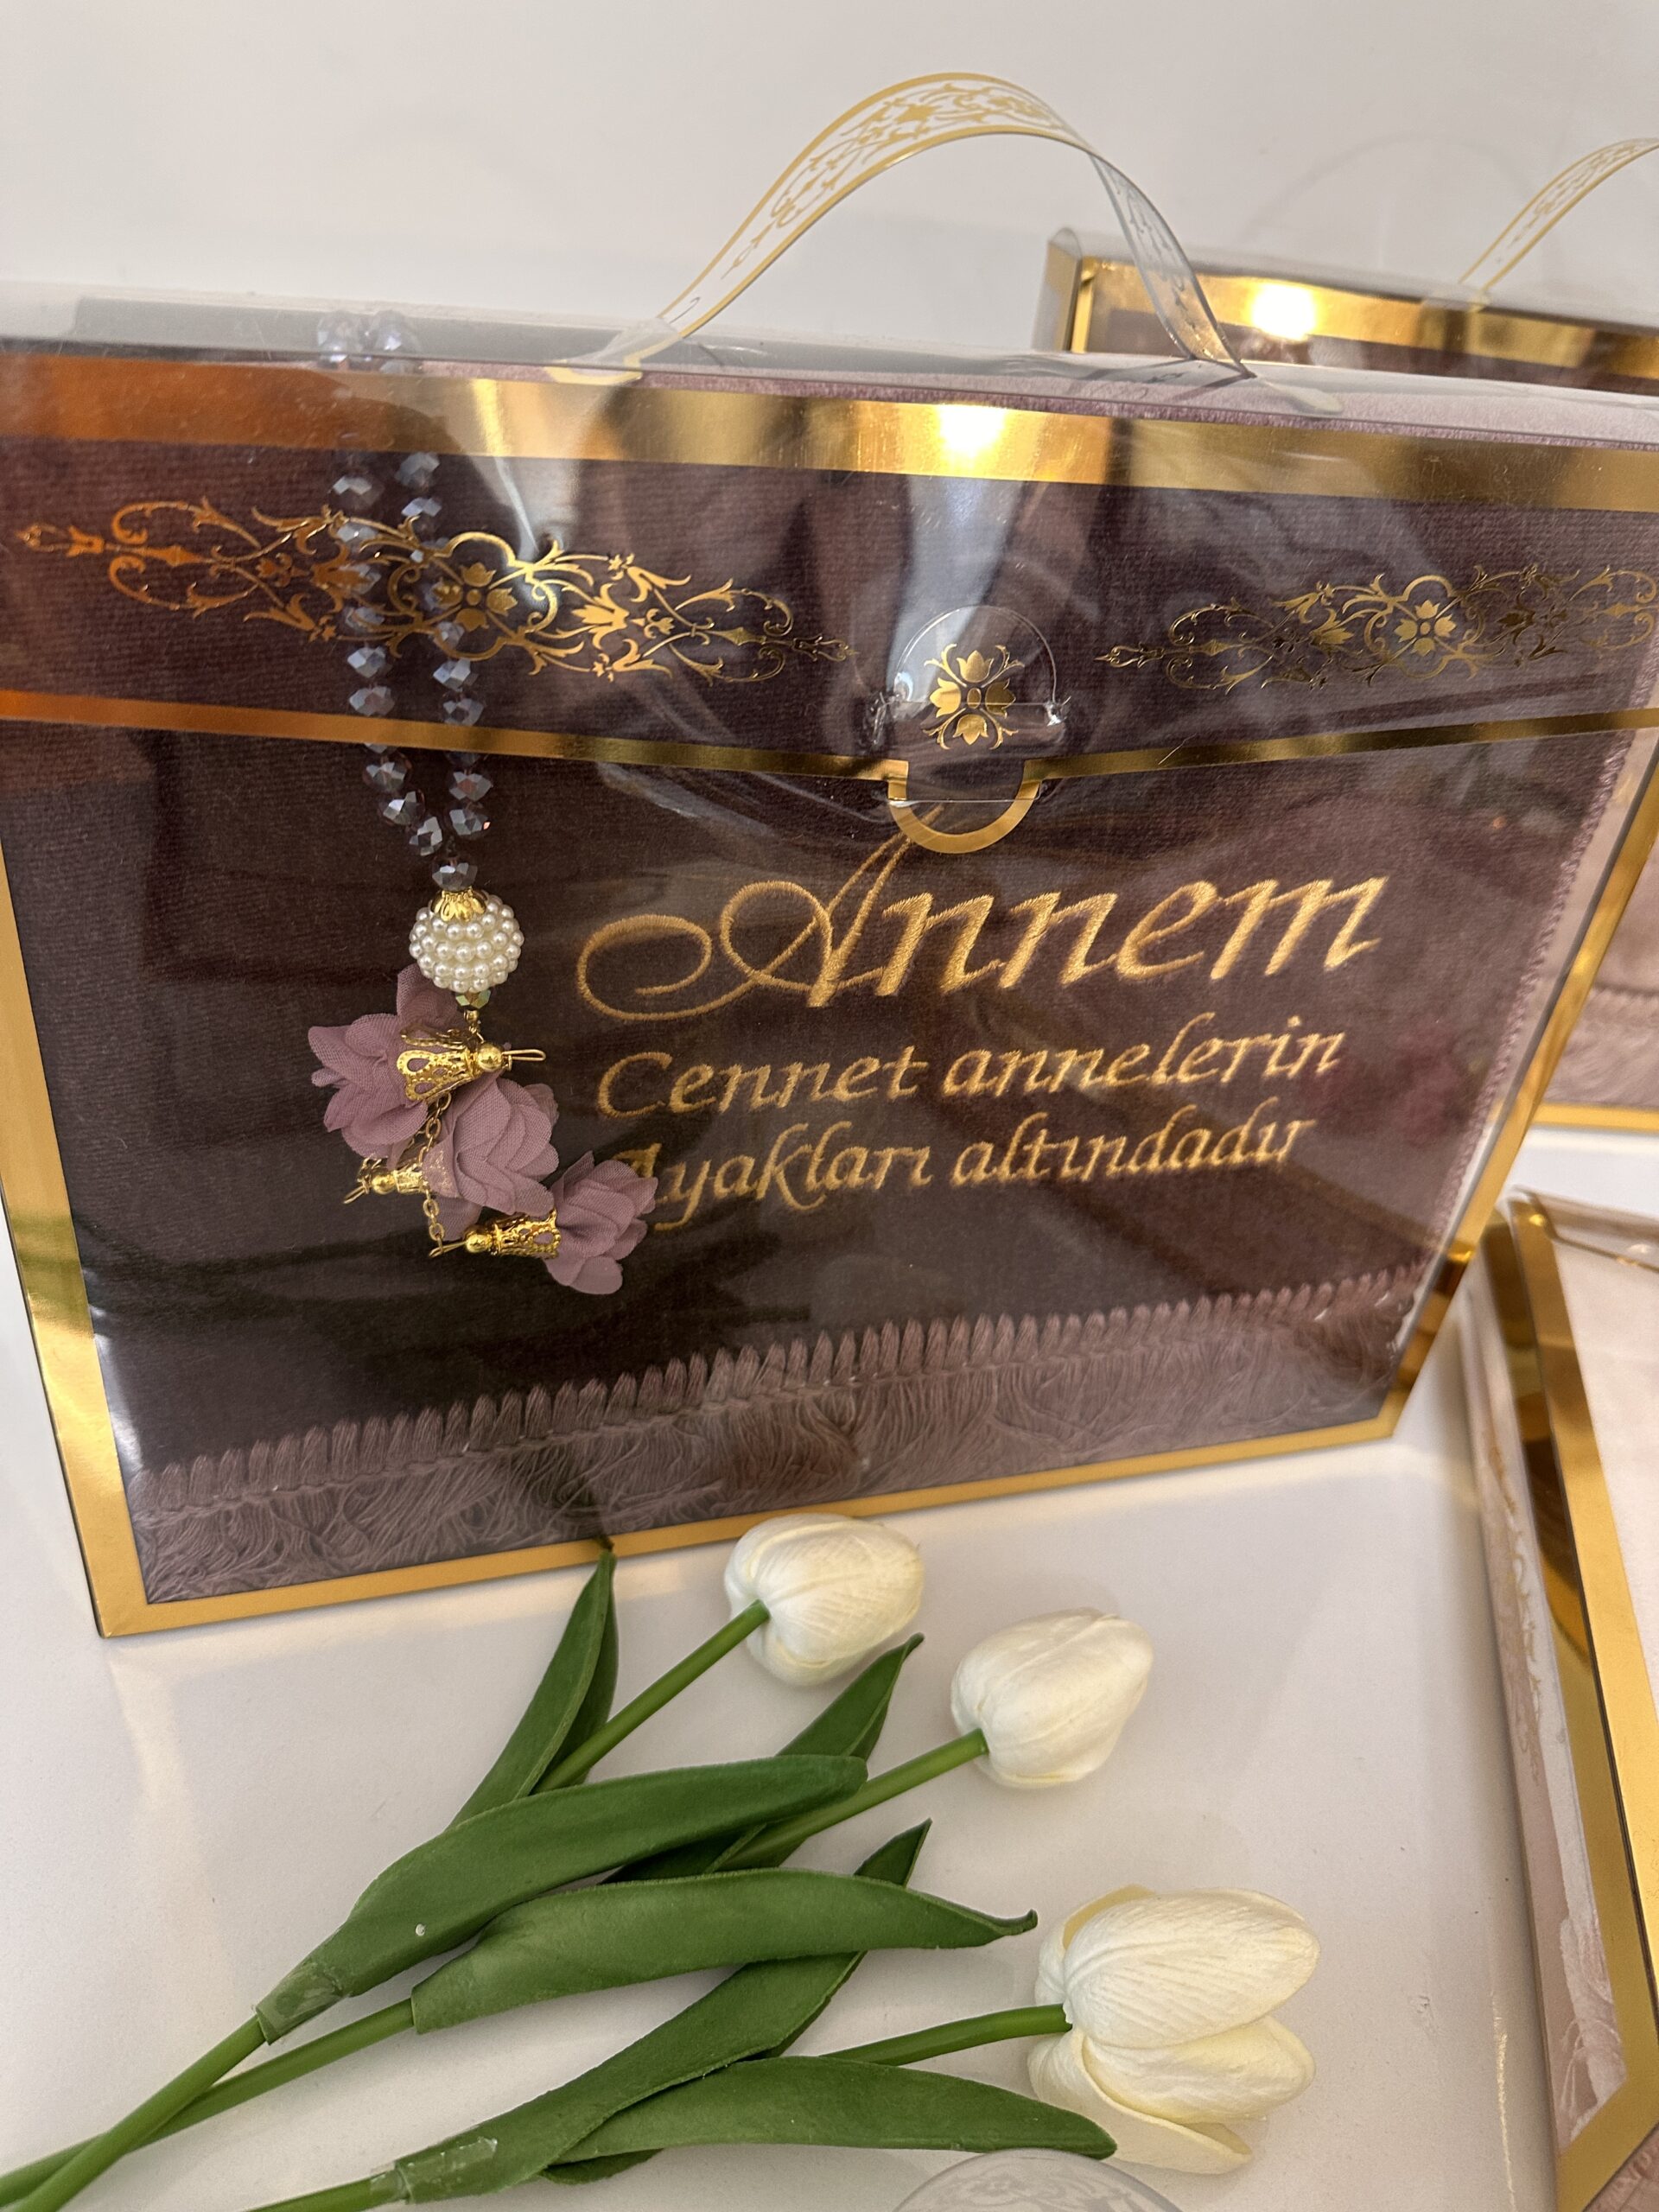 Annem
Cennet annelerin
Ayakları altındadır